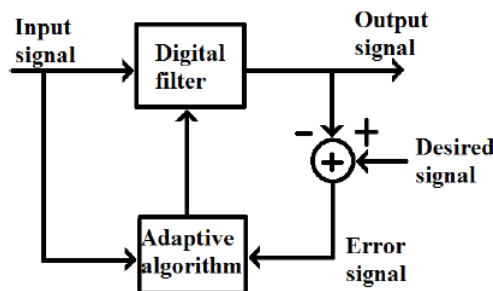 Input
signal
Digital
filter
Output
signal
- +
+
Desired
signal
Adaptive
algorithm
Error
signal